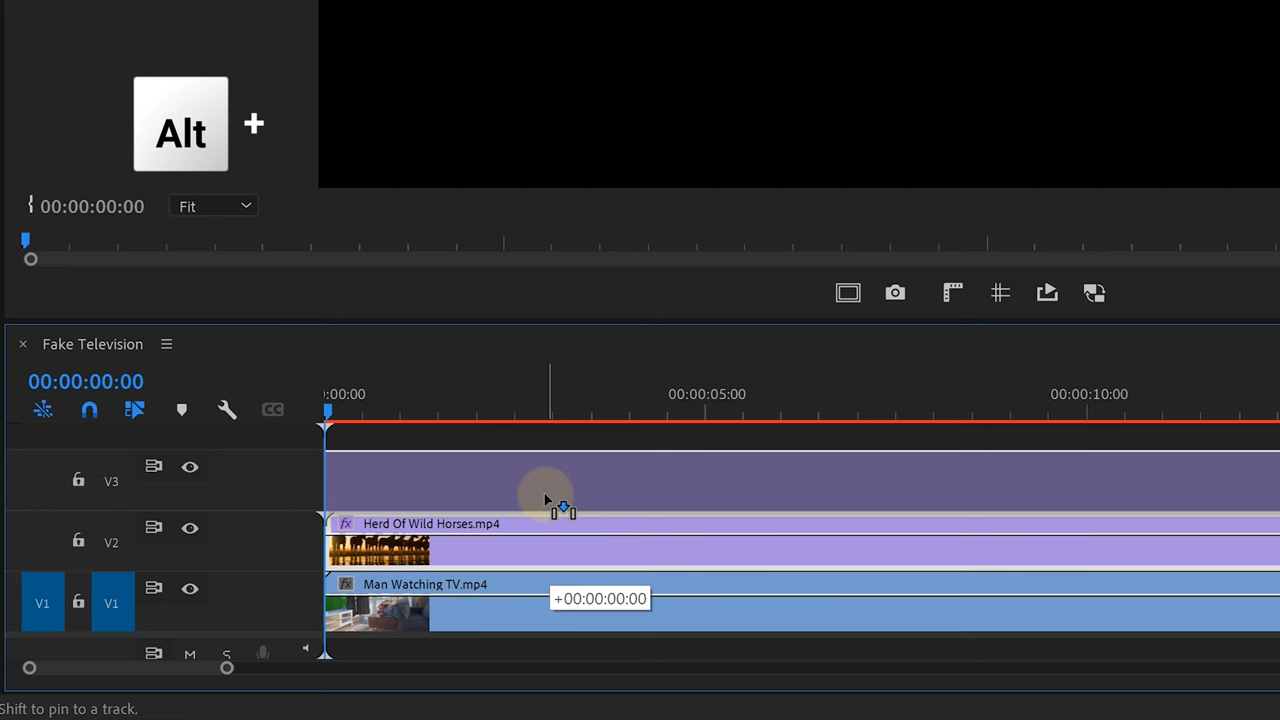 Alt +
00:00:00:00 Fit
× Fake Television
00:00:00:00
:00:00 00:00:05:00 00:00:10:00
CC
V3
V2 fx Herd Of Wild Horses.mp4
V1 V1 fx Man Watching TV.mp4
+00:00:00:00
M S
Shift to pin to a track.